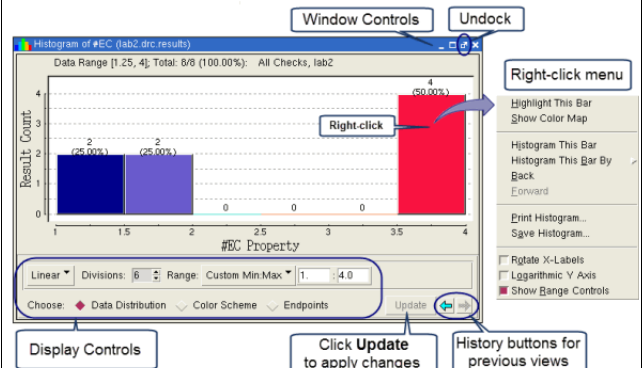 Window Controls
Undock
Histogram of #EC (lab2.drc.results)
Data Range [1.25, 4]; Total: 8/8 (100.00%): All Checks, lab2
Right-click menu
4
(50.00%)
2
(25.00%)
2
(25.00%)
0
0
0
Right-click
Result Count
4
3
2
1
0
1
1.5
2
2.5
3
3.5
4
#EC Property
Highlight This Bar
Show Color Map
Histogram This Bar
Histogram This Bar By
Back
Forward
Print Histogram...
Save Histogram...
Rotate X-Labels
Logarithmic Y Axis
Show Range Controls
Linear Divisions: 6 Range: Custom Min:Max 1. : 4.0
Choose: Data Distribution Color Scheme Endpoints Update
Display Controls
Click Update
to apply changes
History buttons for
previous views